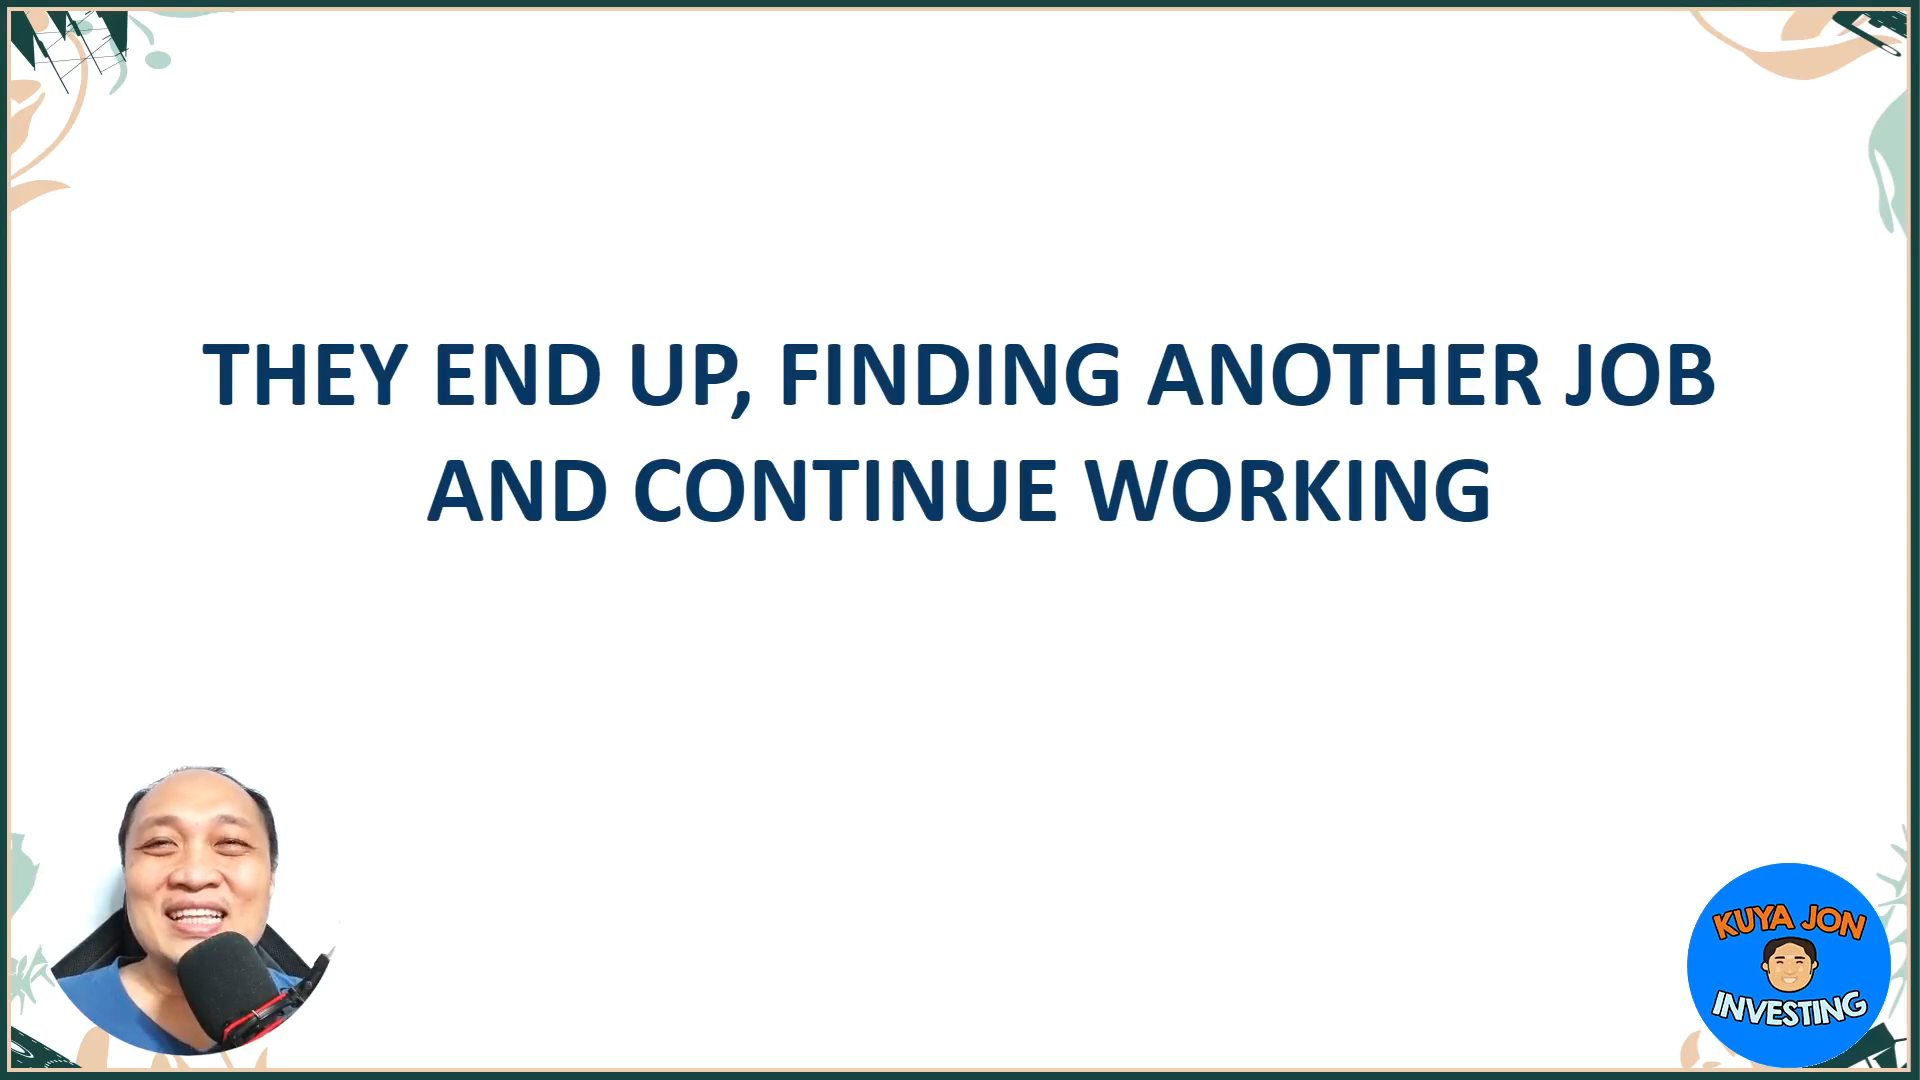 THEY END UP, FINDING ANOTHER JOB
AND CONTINUE WORKING
KUYA JON
INVESTING